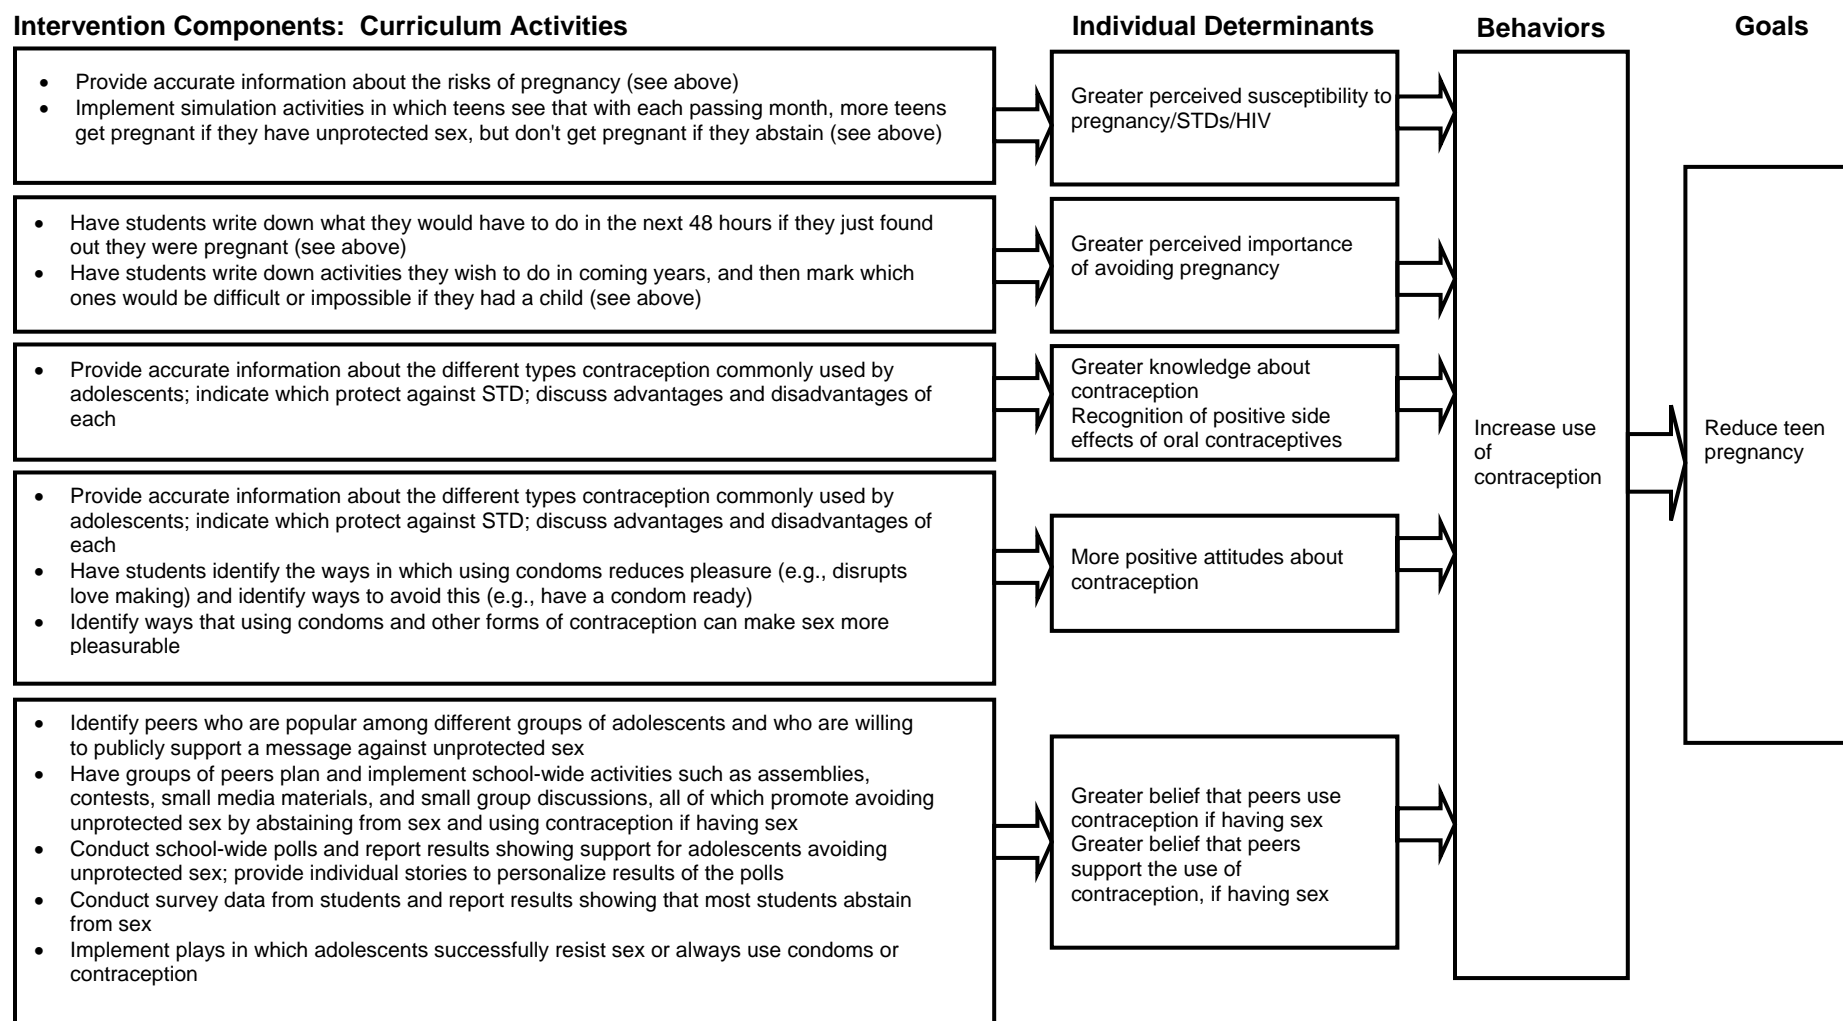 Intervention Components:  Curriculum Activities
Individual Determinants
Behaviors
Goals
• Provide accurate information about the risks of pregnancy (see above)
• Implement simulation activities in which teens see that with each passing month, more teens
get pregnant if they have unprotected sex, but don't get pregnant if they abstain (see above)
Greater perceived susceptibility to
pregnancy/STDs/HIV
• Have students write down what they would have to do in the next 48 hours if they just found
out they were pregnant (see above)
• Have students write down activities they wish to do in coming years, and then mark which
ones would be difficult or impossible if they had a child (see above)
Greater perceived importance
of avoiding pregnancy
• Provide accurate information about the different types contraception commonly used by
adolescents; indicate which protect against STD; discuss advantages and disadvantages of
each
Greater knowledge about
contraception
Recognition of positive side
effects of oral contraceptives
• Provide accurate information about the different types contraception commonly used by
adolescents; indicate which protect against STD; discuss advantages and disadvantages of
each
• Have students identify the ways in which using condoms reduces pleasure (e.g., disrupts
love making) and identify ways to avoid this (e.g., have a condom ready)
• Identify ways that using condoms and other forms of contraception can make sex more
pleasurable
More positive attitudes about
contraception
• Identify peers who are popular among different groups of adolescents and who are willing
to publicly support a message against unprotected sex
• Have groups of peers plan and implement school-wide activities such as assemblies,
contests, small media materials, and small group discussions, all of which promote avoiding
unprotected sex by abstaining from sex and using contraception if having sex
• Conduct school-wide polls and report results showing support for adolescents avoiding
unprotected sex; provide individual stories to personalize results of the polls
• Conduct survey data from students and report results showing that most students abstain
from sex
• Implement plays in which adolescents successfully resist sex or always use condoms or
contraception
Greater belief that peers use
contraception if having sex
Greater belief that peers
support the use of
contraception, if having sex
Increase use
of
contraception
Reduce teen
pregnancy